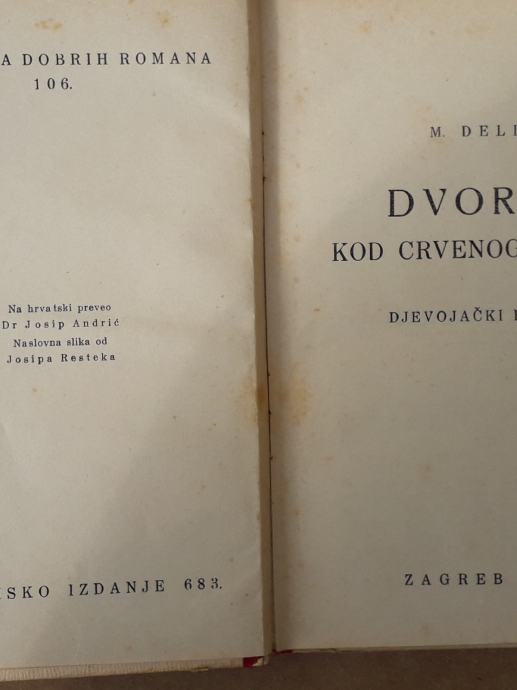 A DOBRIH ROMANA
106.
Na hrvatski preveo
Dr Josip Andrić
Naslovna slika od
Josipa Resteka
SKO IZDANJE 683.
M. DELL
DVOR
KOD CRVENOG
DJEVOJAČKI
ZAGREB